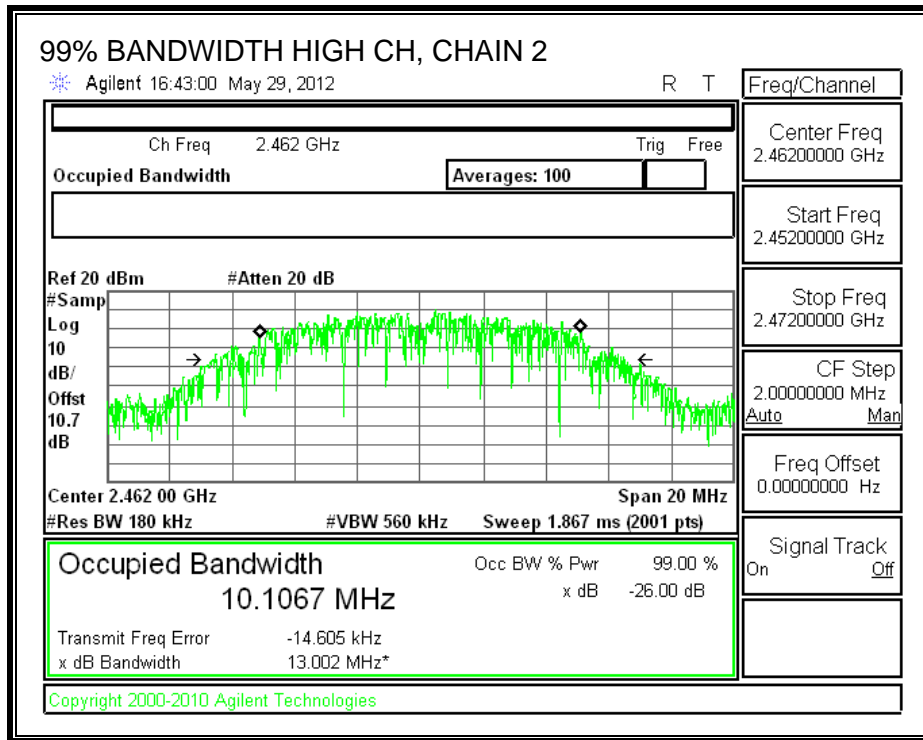 99% BANDWIDTH HIGH CH, CHAIN 2
Agilent 16:43:00 May 29, 2012 R T
Freq/Channel
Ch Freq 2.462 GHz Trig Free
Occupied Bandwidth Averages: 100
Center Freq
2.46200000 GHz
Start Freq
2.45200000 GHz
Stop Freq
2.47200000 GHz
CF Step
2.00000000 MHz
Auto Man
Freq Offset
0.00000000 Hz
Signal Track
On Off
Ref 20 dBm #Atten 20 dB
#Samp
Log
10
dB/
Offst
10.7
dB
Center 2.462 00 GHz Span 20 MHz
#Res BW 180 kHz #VBW 560 kHz Sweep 1.867 ms (2001 pts)
Occupied Bandwidth
10.1067 MHz
Occ BW % Pwr 99.00 %
x dB -26.00 dB
Transmit Freq Error -14.605 kHz
x dB Bandwidth 13.002 MHz*
Copyright 2000-2010 Agilent Technologies